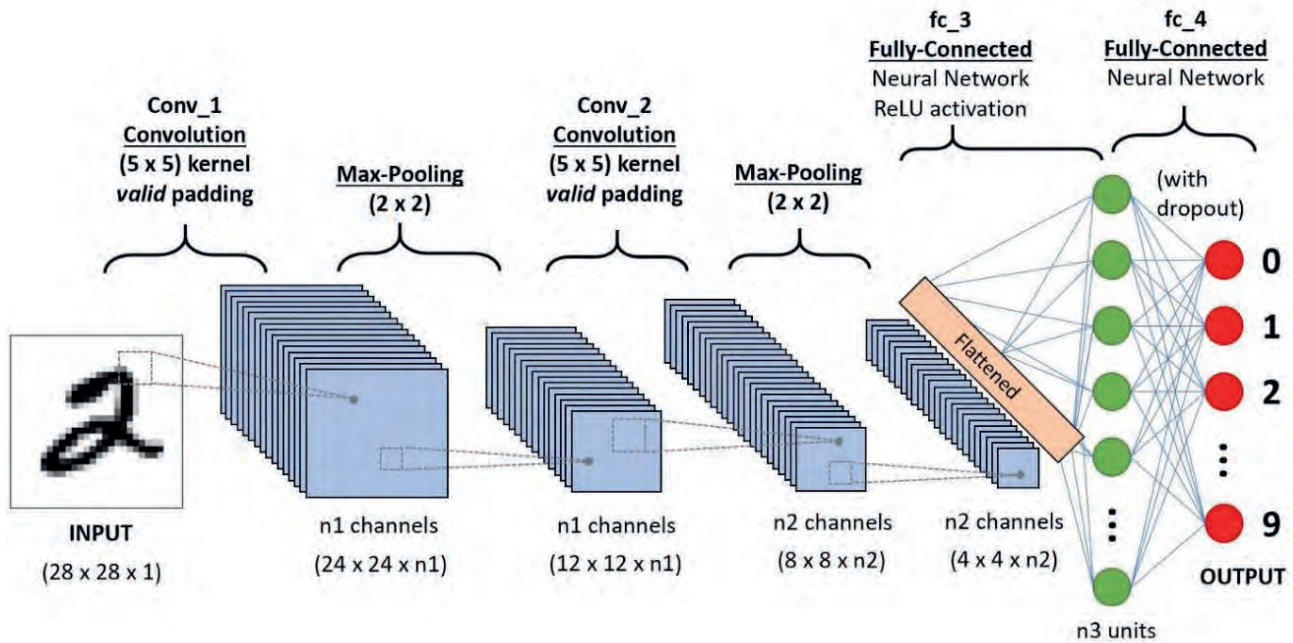 Conv_1
Convolution
(5 x 5) kernel
valid padding
Max-Pooling
(2 x 2)
Conv_2
Convolution
(5 x 5) kernel
valid padding
Max-Pooling
(2 x 2)
fc_3
Fully-Connected
Neural Network
ReLU activation
fc_4
Fully-Connected
Neural Network
(with
dropout)
Flattened
0
1
2
...
9
...
2
INPUT
(28 x 28 x 1)
n1 channels
(24 x 24 x n1)
n1 channels
(12 x 12 x n1)
n2 channels
(8 x 8 x n2)
n2 channels
(4 x 4 x n2)
n3 units
OUTPUT